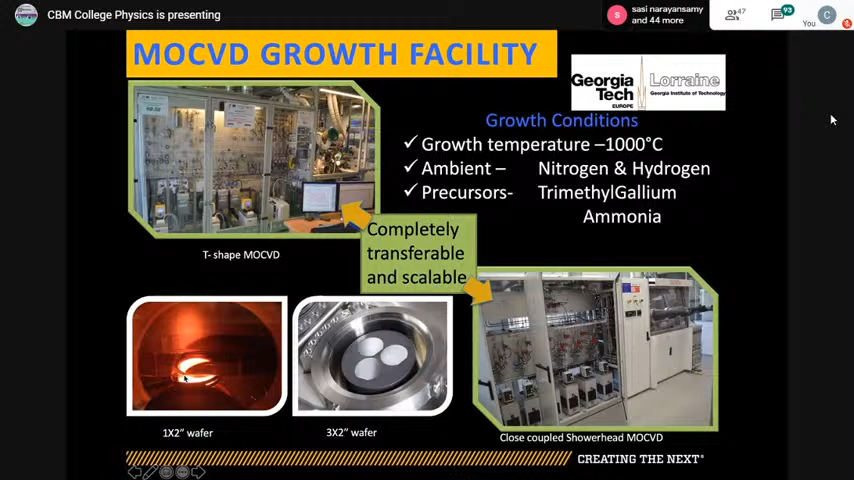 CBM College Physics is presenting
sasi narayansamy
and 44 more
47
93
You
C
S
MOCVD GROWTH FACILITY
Georgia
Tech
EUROPE
Lorraine
Georgia Institute of Technology
Growth Conditions
✓ Growth temperature –1000°C
✓ Ambient – Nitrogen & Hydrogen
✓ Precursors- TrimethylGallium
Ammonia
T- shape MOCVD
Completely
transferable
and scalable
1X2" wafer
3X2" wafer
Close coupled Showerhead MOCVD
CREATING THE NEXT®